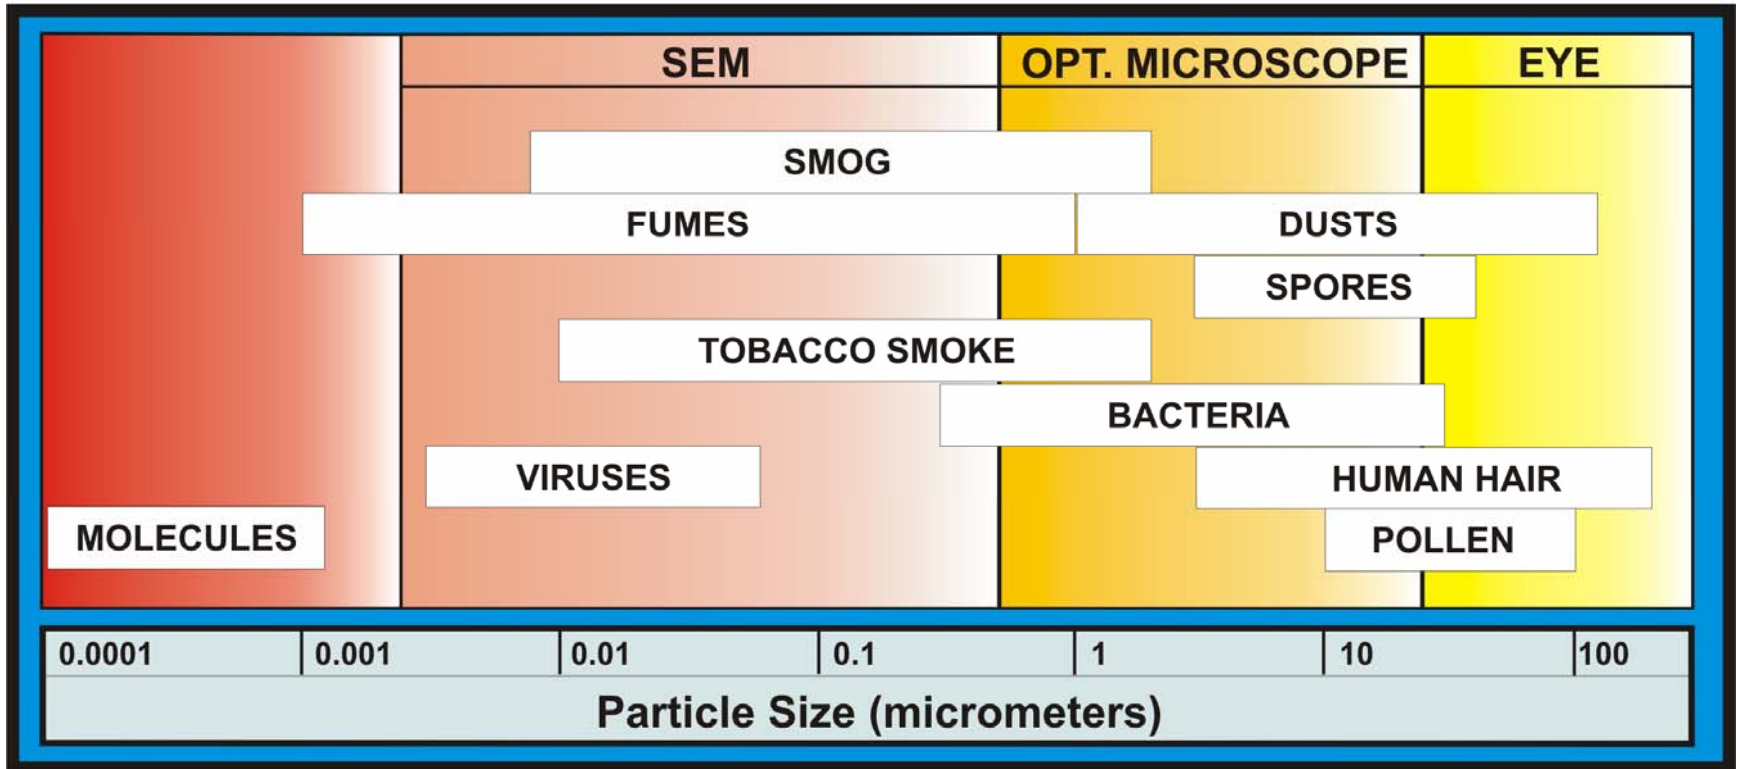 SEM OPT. MICROSCOPE EYE
SMOG
FUMES DUSTS
SPORES
TOBACCO SMOKE
BACTERIA
VIRUSES HUMAN HAIR
MOLECULES POLLEN
0.0001 0.001 0.01 0.1 1 10 100
Particle Size (micrometers)